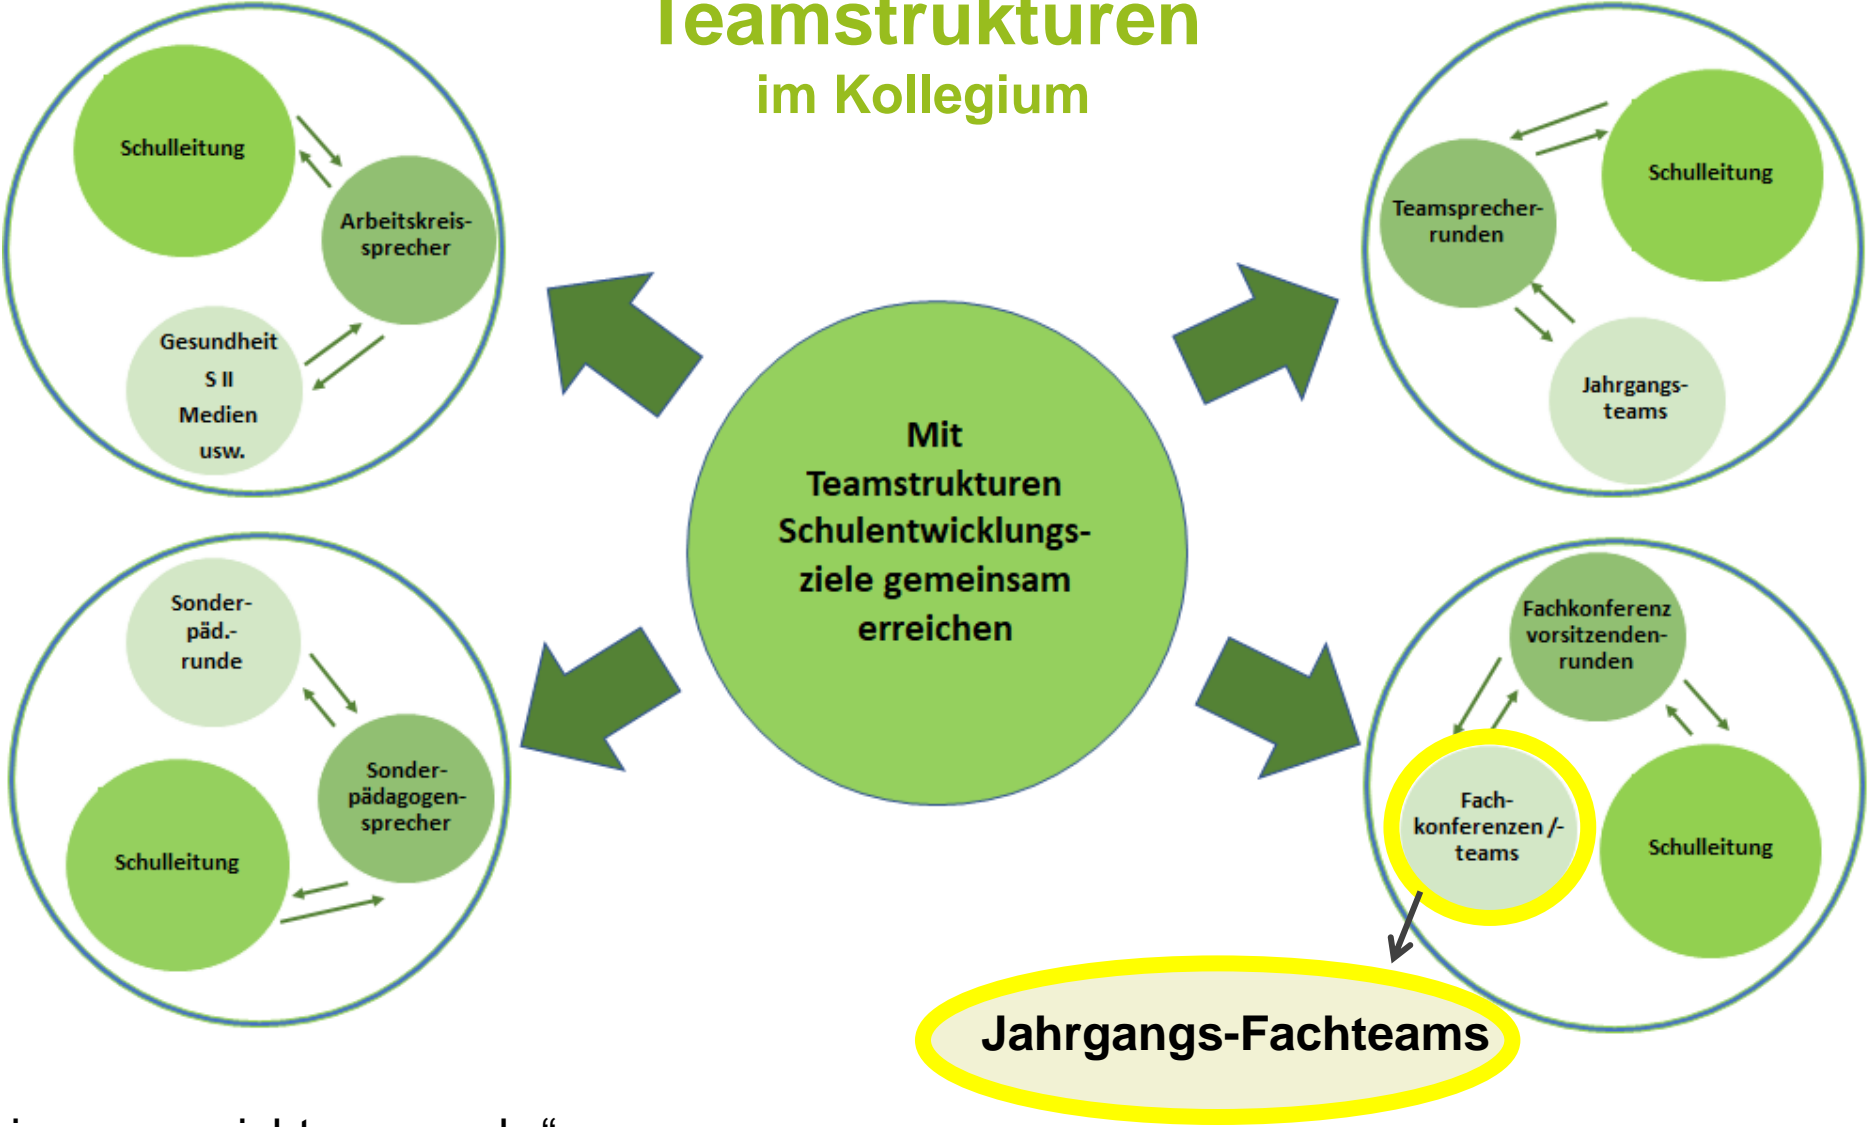 Teamstrukturen
im Kollegium
Schulleitung
Arbeitskreis-
sprecher
Gesundheit
S II
Medien
usw.
Schulleitung
Teamsprecher-
runden
Jahrgangs-
teams
Mit
Teamstrukturen
Schulentwicklungs-
ziele gemeinsam
erreichen
Sonder-
päd.-
runde
Sonder-
pädagogen-
sprecher
Schulleitung
Fachkonferenz
vorsitzenden-
runden
Fach-
konferenzen /-
teams
Schulleitung
Jahrgangs-Fachteams